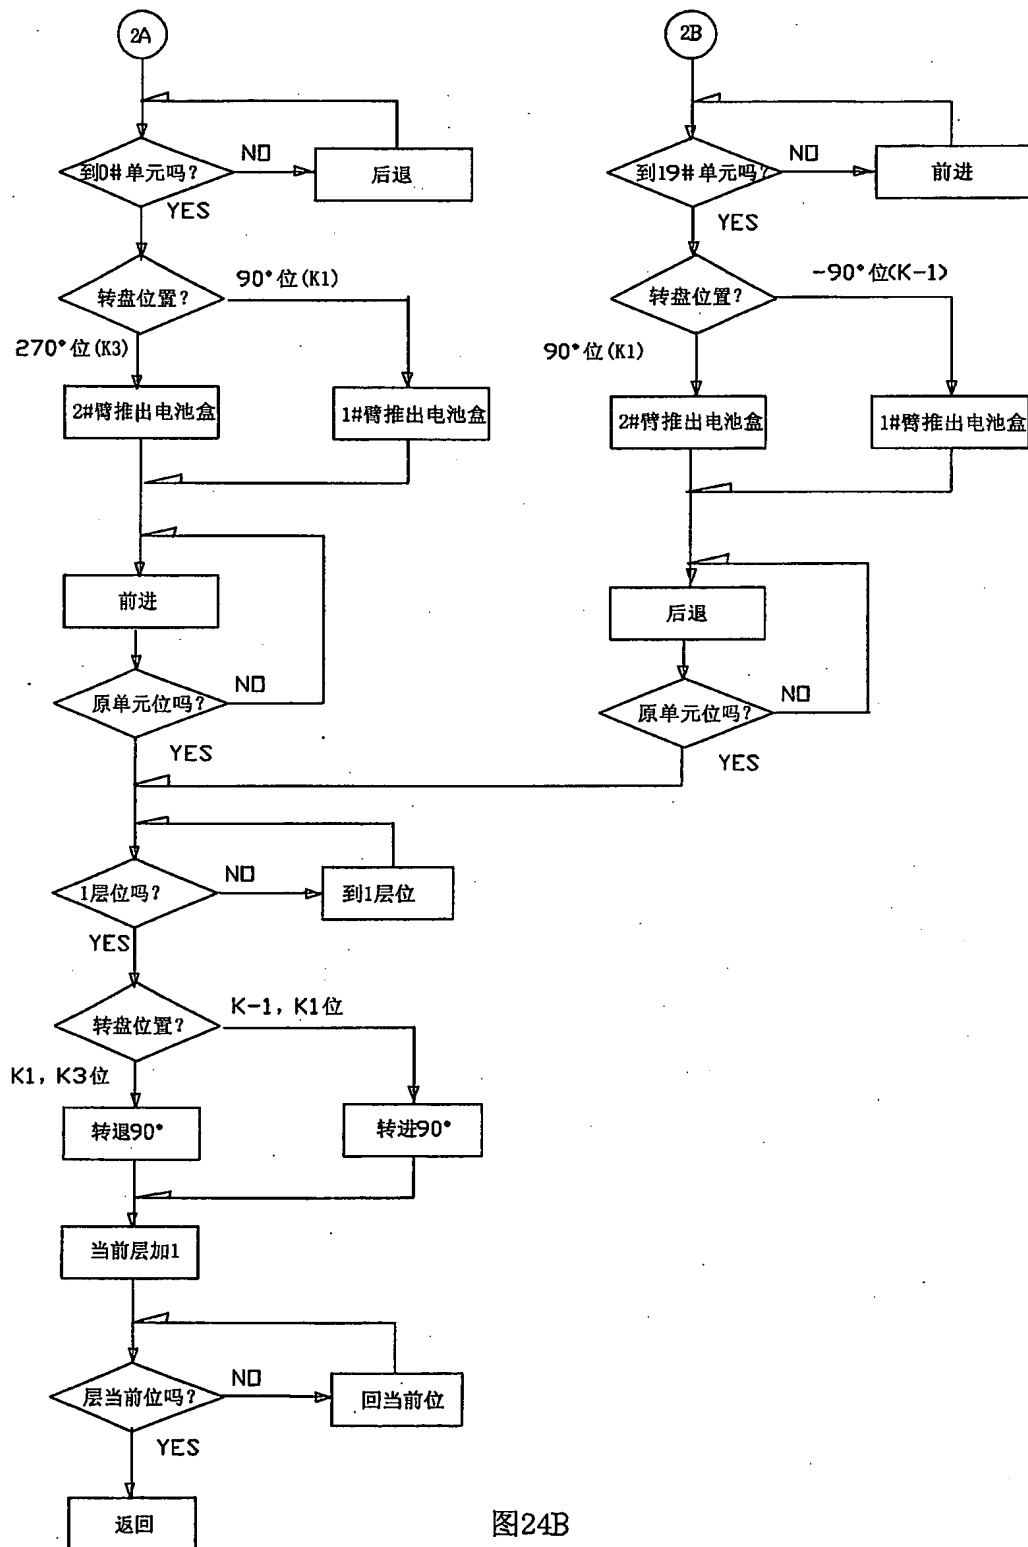 2A
2B
到0#单元吗?
NO
后退
YES
到19#单元吗?
NO
前进
YES
转盘位置?
90°位(K1)
270°位(K3)
转盘位置?
-90°位(K-1)
90°位(K1)
2#臂推出电池盒
1#臂推出电池盒
2#臂推出电池盒
1#臂推出电池盒
前进
后退
原单元位吗?
NO
YES
原单元位吗?
NO
YES
1层位吗?
NO
到1层位
YES
转盘位置?
K-1, K1位
K1, K3位
转退90°
转进90°
当前层加1
层当前位吗?
NO
回当前位
YES
返回
图24B